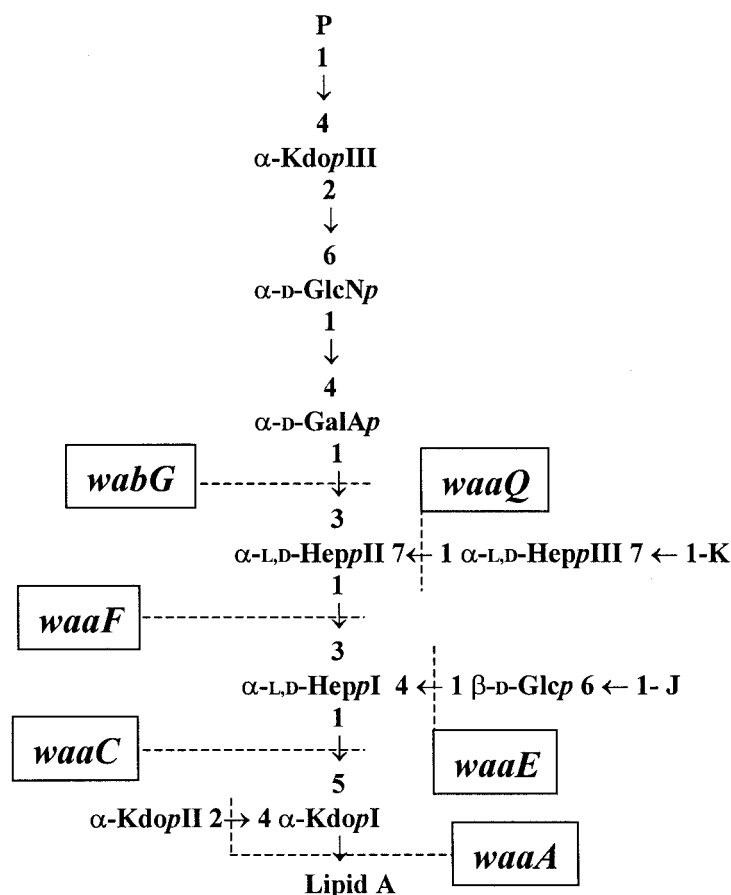 P
1
↓
4
α-KdopIII
2
↓
6
α-D-GlcNp
1
↓
4
α-D-GalAp
1
wabG
waaQ
↓
3
α-L,D-HeppII 7← 1 α-L,D-HeppIII 7 ← 1-K
1
waaF
↓
3
α-L,D-HeppI 4 ← 1 β-D-Glcp 6 ← 1- J
1
waaC
↓
waaE
5
α-KdopII 2→ 4 α-KdopI
↓
waaA
Lipid A